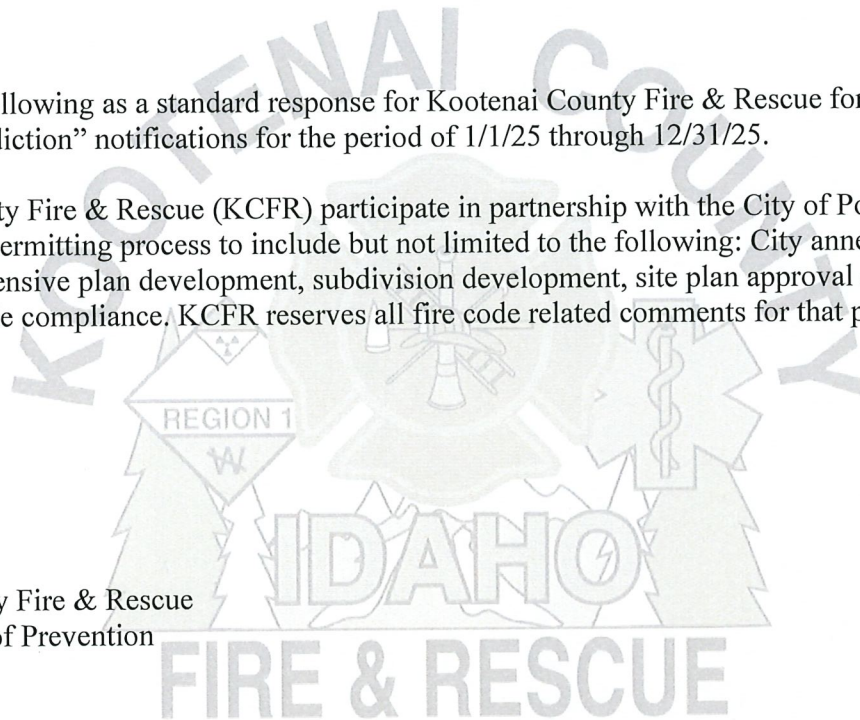 KOOTENAI COUNTY
llowing as a standard response for Kootenai County Fire & Rescue for
diction” notifications for the period of 1/1/25 through 12/31/25.
ty Fire & Rescue (KCFR) participate in partnership with the City of Po
ermitting process to include but not limited to the following: City anne
ensive plan development, subdivision development, site plan approval
e compliance. KCFR reserves all fire code related comments for that p
REGION 1
IDAHO
y Fire & Rescue
of Prevention
FIRE & RESCUE